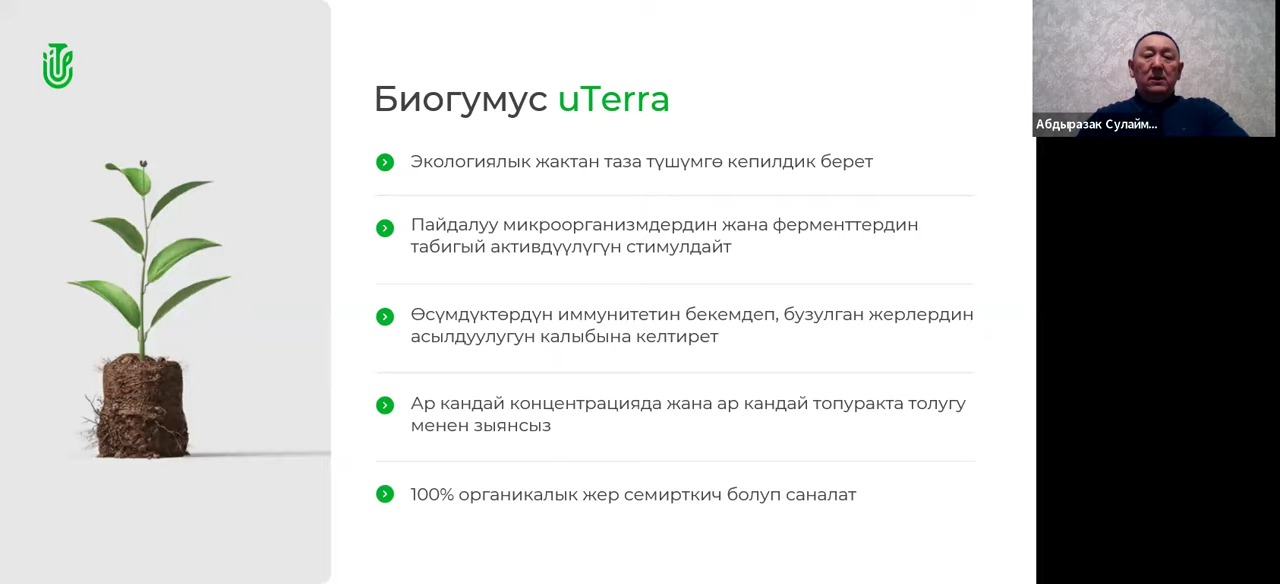 Биогумус uTerra
Экологиялык жактан таза түшүмгө кепилдик берет
Пайдалуу микроорганизмдердин жана ферменттердин
табигый активдүүлүгүн стимулдайт
Өсүмдүктөрдүн иммунитетин бекемдеп, бузулган жерлердин
асылдуулугун калыбына келтирет
Ар кандай концентрацияда жана ар кандай топуракта толугу
менен зыянсыз
100% органикалык жер семирткич болуп саналат
Абдыразак Сулайм...